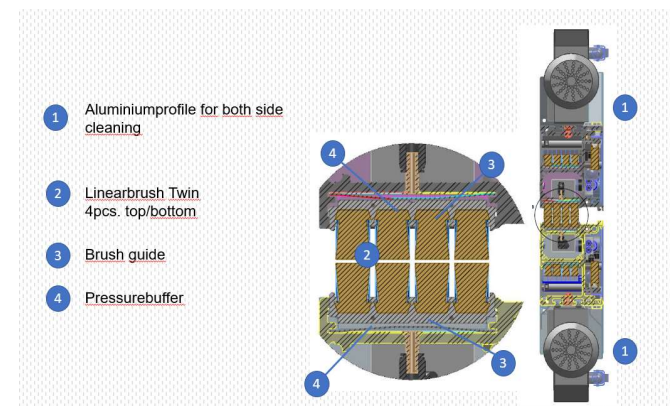 1 Aluminiumprofile for both side
cleaning
2 Linearbrush Twin
4pcs. top/bottom
3 Brush guide
4 Pressurebuffer
4
3
2
3
4
1
1